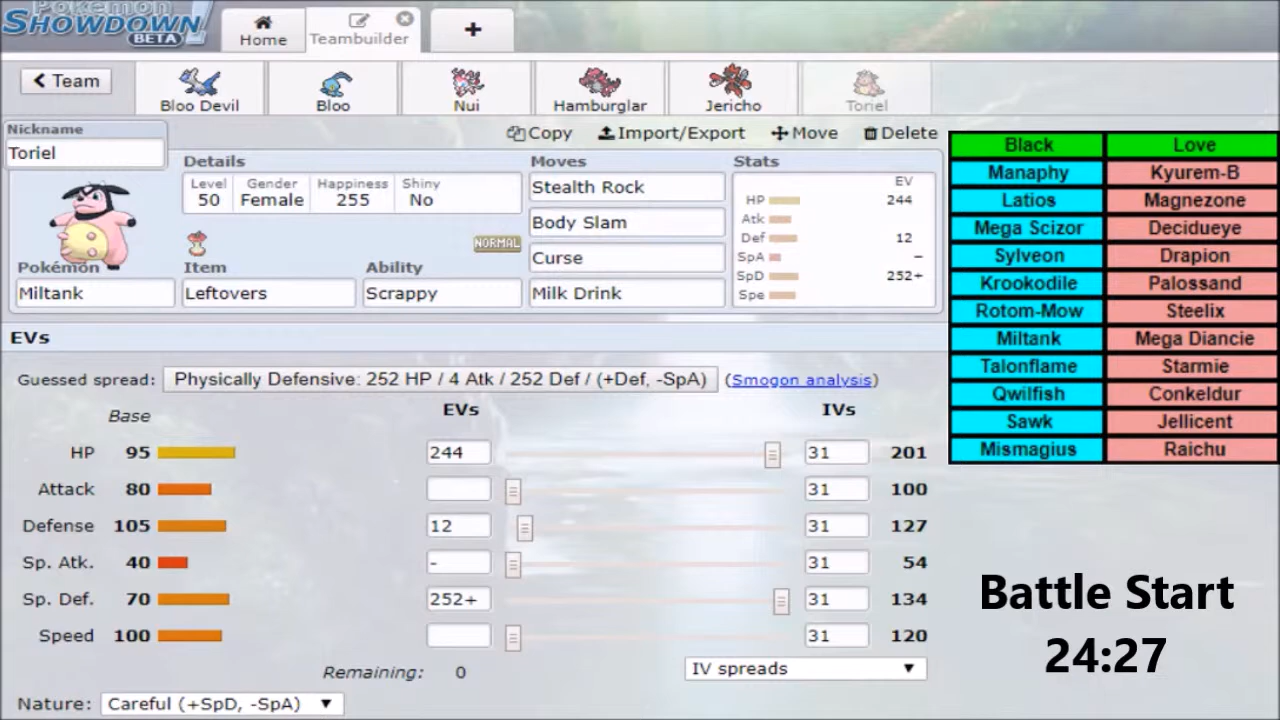 Pokémon
SHOWDOWN!
BETA
Home
Teambuilder
+
Team
Bloo Devil
Bloo
Nui
Hamburglar
Jericho
Toriel
Copy
Import/Export
Move
Delete
Nickname
Toriel
Details
Level
50
Gender
Female
Happiness
255
Shiny
No
NORMAL
Pokémon
Miltank
Item
Leftovers
Ability
Scrappy
Moves
Stealth Rock
Body Slam
Curse
Milk Drink
Stats
EV
HP 244
Atk
Def 12
SpA –
SpD 252+
Spe
Black Love
Manaphy Kyurem-B
Latios Magnezone
Mega Scizor Decidueye
Sylveon Drapion
Krookodile Palossand
Rotom-Mow Steelix
Miltank Mega Diancie
Talonflame Starmie
Qwilfish Conkeldur
Sawk Jellicent
Mismagius Raichu
EVs
Guessed spread: Physically Defensive: 252 HP / 4 Atk / 252 Def / (+Def, -SpA) (Smogon analysis)
Base EVs IVs
HP 95 244 31 201
Attack 80 31 100
Defense 105 12 31 127
Sp. Atk. 40 - 31 54
Sp. Def. 70 252+ 31 134
Speed 100 31 120
Remaining: 0
IV spreads
Nature: Careful (+SpD, -SpA)
Battle Start
24:27